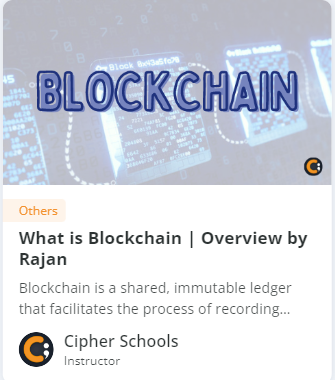 BLOCKCHAIN
Others
What is Blockchain | Overview by
Rajan
Blockchain is a shared, immutable ledger
that facilitates the process of recording...
Cipher Schools
Instructor